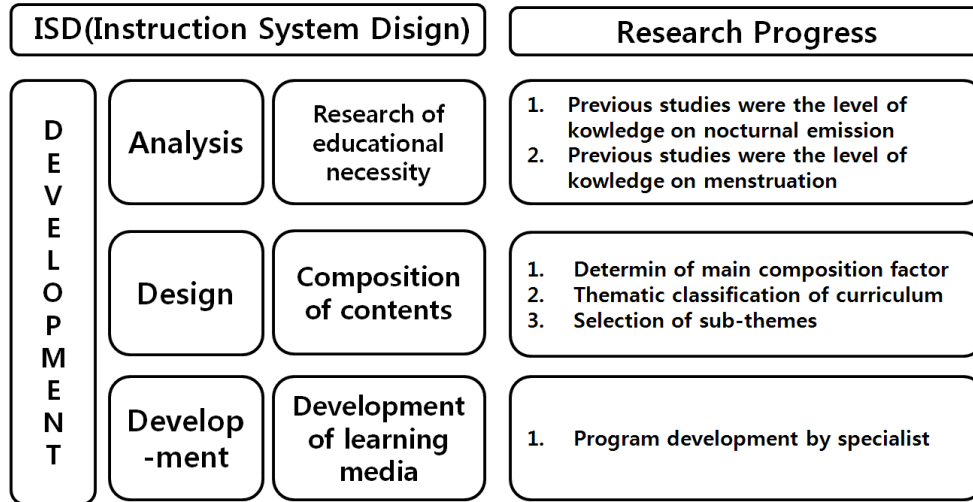 ISD(Instruction System Disign)
Research Progress
DEVELOPMENT
Analysis
Research of
educational
necessity
1. Previous studies were the level of
kowledge on nocturnal emission
2. Previous studies were the level of
kowledge on menstruation
Design
Composition
of contents
1. Determin of main composition factor
2. Thematic classification of curriculum
3. Selection of sub-themes
Develop
-ment
Development
of learning
media
1. Program development by specialist